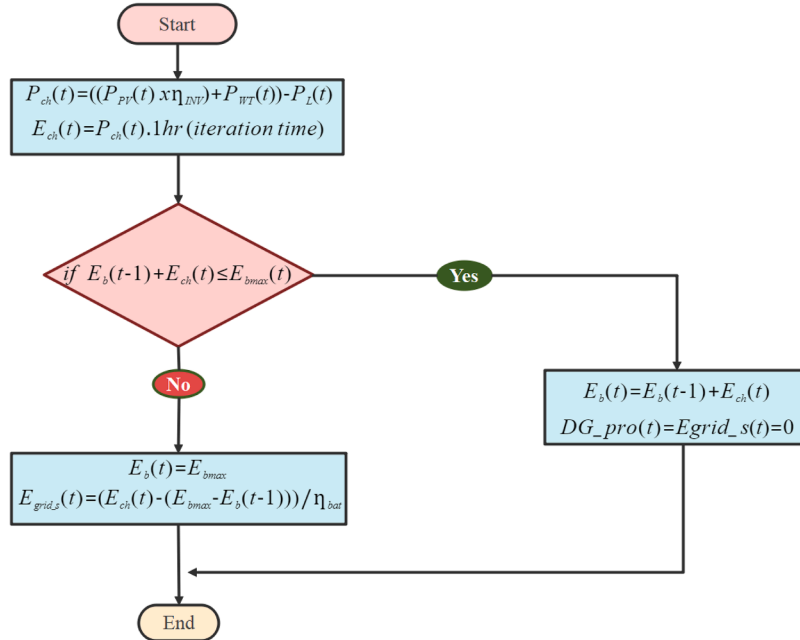 Start
P_ch(t)=((P_PV(t) xη_INV)+P_WT(t))-P_L(t)
E_ch(t)=P_ch(t).1hr (iteration time)
if E_b(t-1)+E_ch(t)≤E_bmax(t)
Yes
No
E_b(t)=E_b(t-1)+E_ch(t)
DG_pro(t)=Egrid_s(t)=0
E_b(t)=E_bmax
E_grid_s(t)=(E_ch(t)-(E_bmax-E_b(t-1)))/η_bat
End